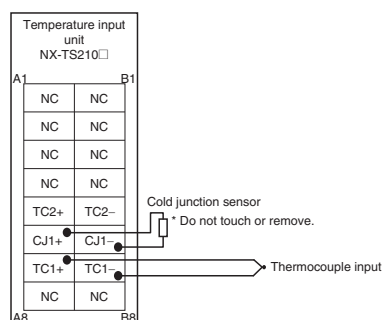 Temperature input
unit
NX-TS210□
A1 B1
NC NC
NC NC
NC NC
NC NC
TC2+ TC2−
Cold junction sensor
* Do not touch or remove.
CJ1+ CJ1−
TC1+ TC1−
Thermocouple input
NC NC
A8 B8